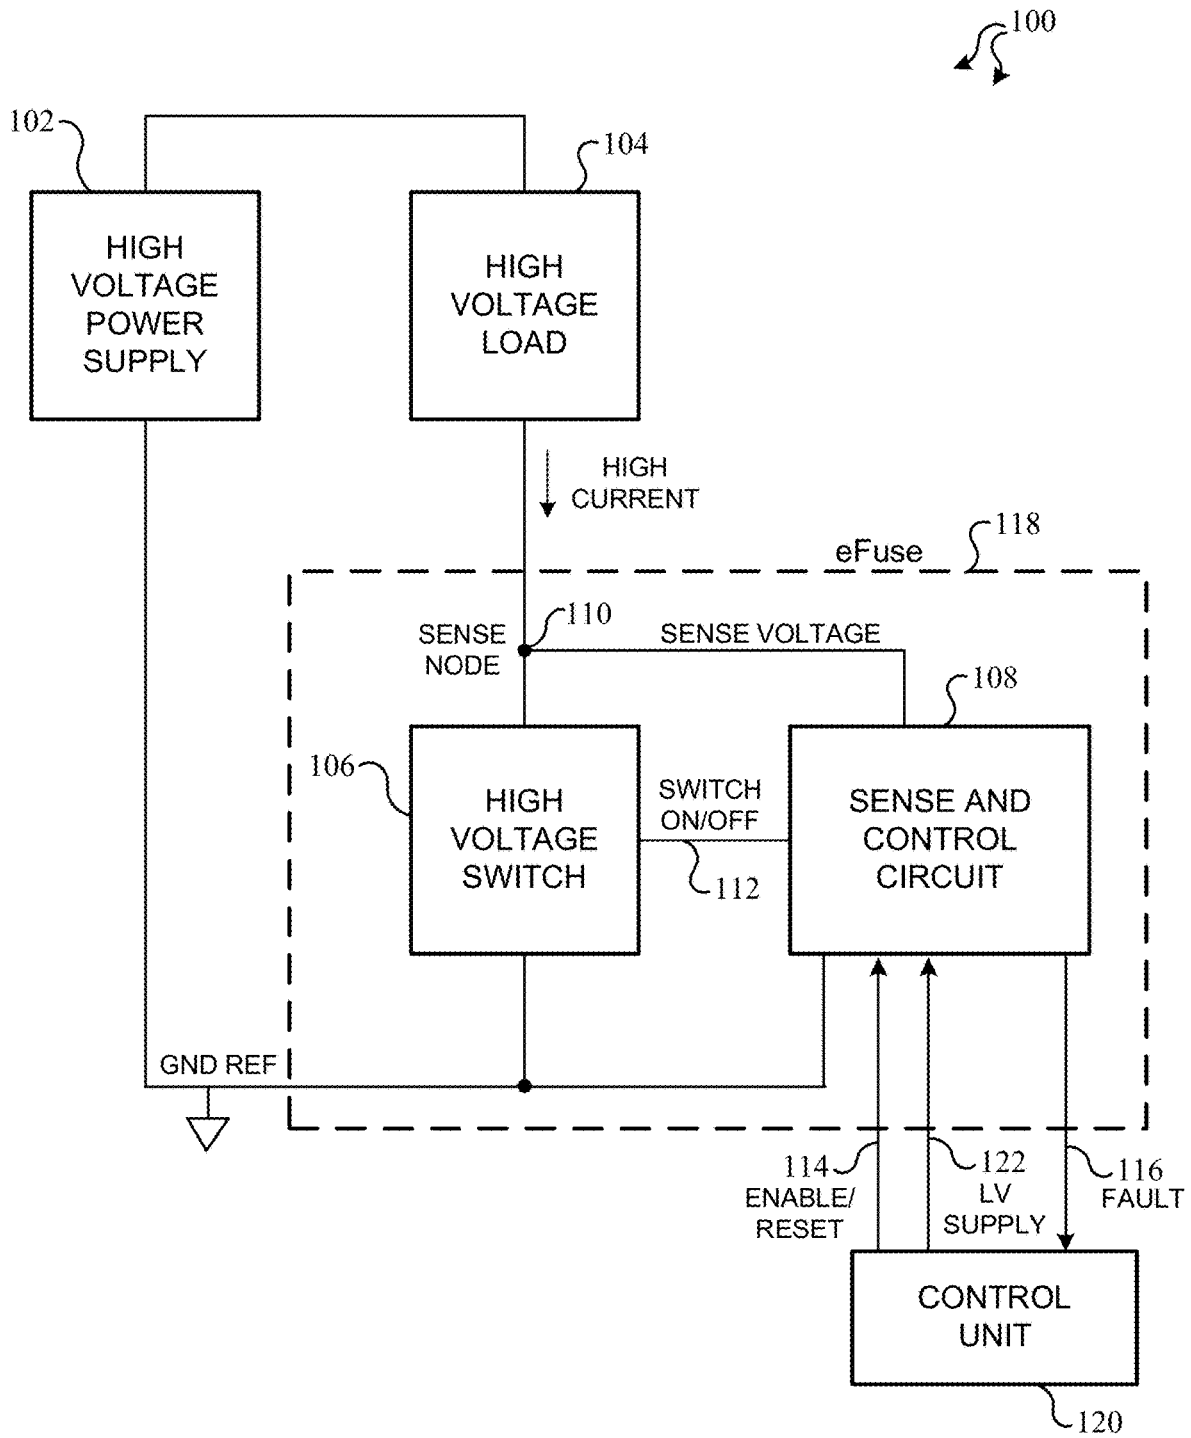 100
102
104
HIGH
VOLTAGE
POWER
SUPPLY
HIGH
VOLTAGE
LOAD
HIGH
CURRENT
118
eFuse
110
SENSE
NODE
SENSE VOLTAGE
108
106
HIGH
VOLTAGE
SWITCH
SWITCH
ON/OFF
112
SENSE AND
CONTROL
CIRCUIT
GND REF
114
ENABLE/
RESET
122
LV
SUPPLY
116
FAULT
CONTROL
UNIT
120